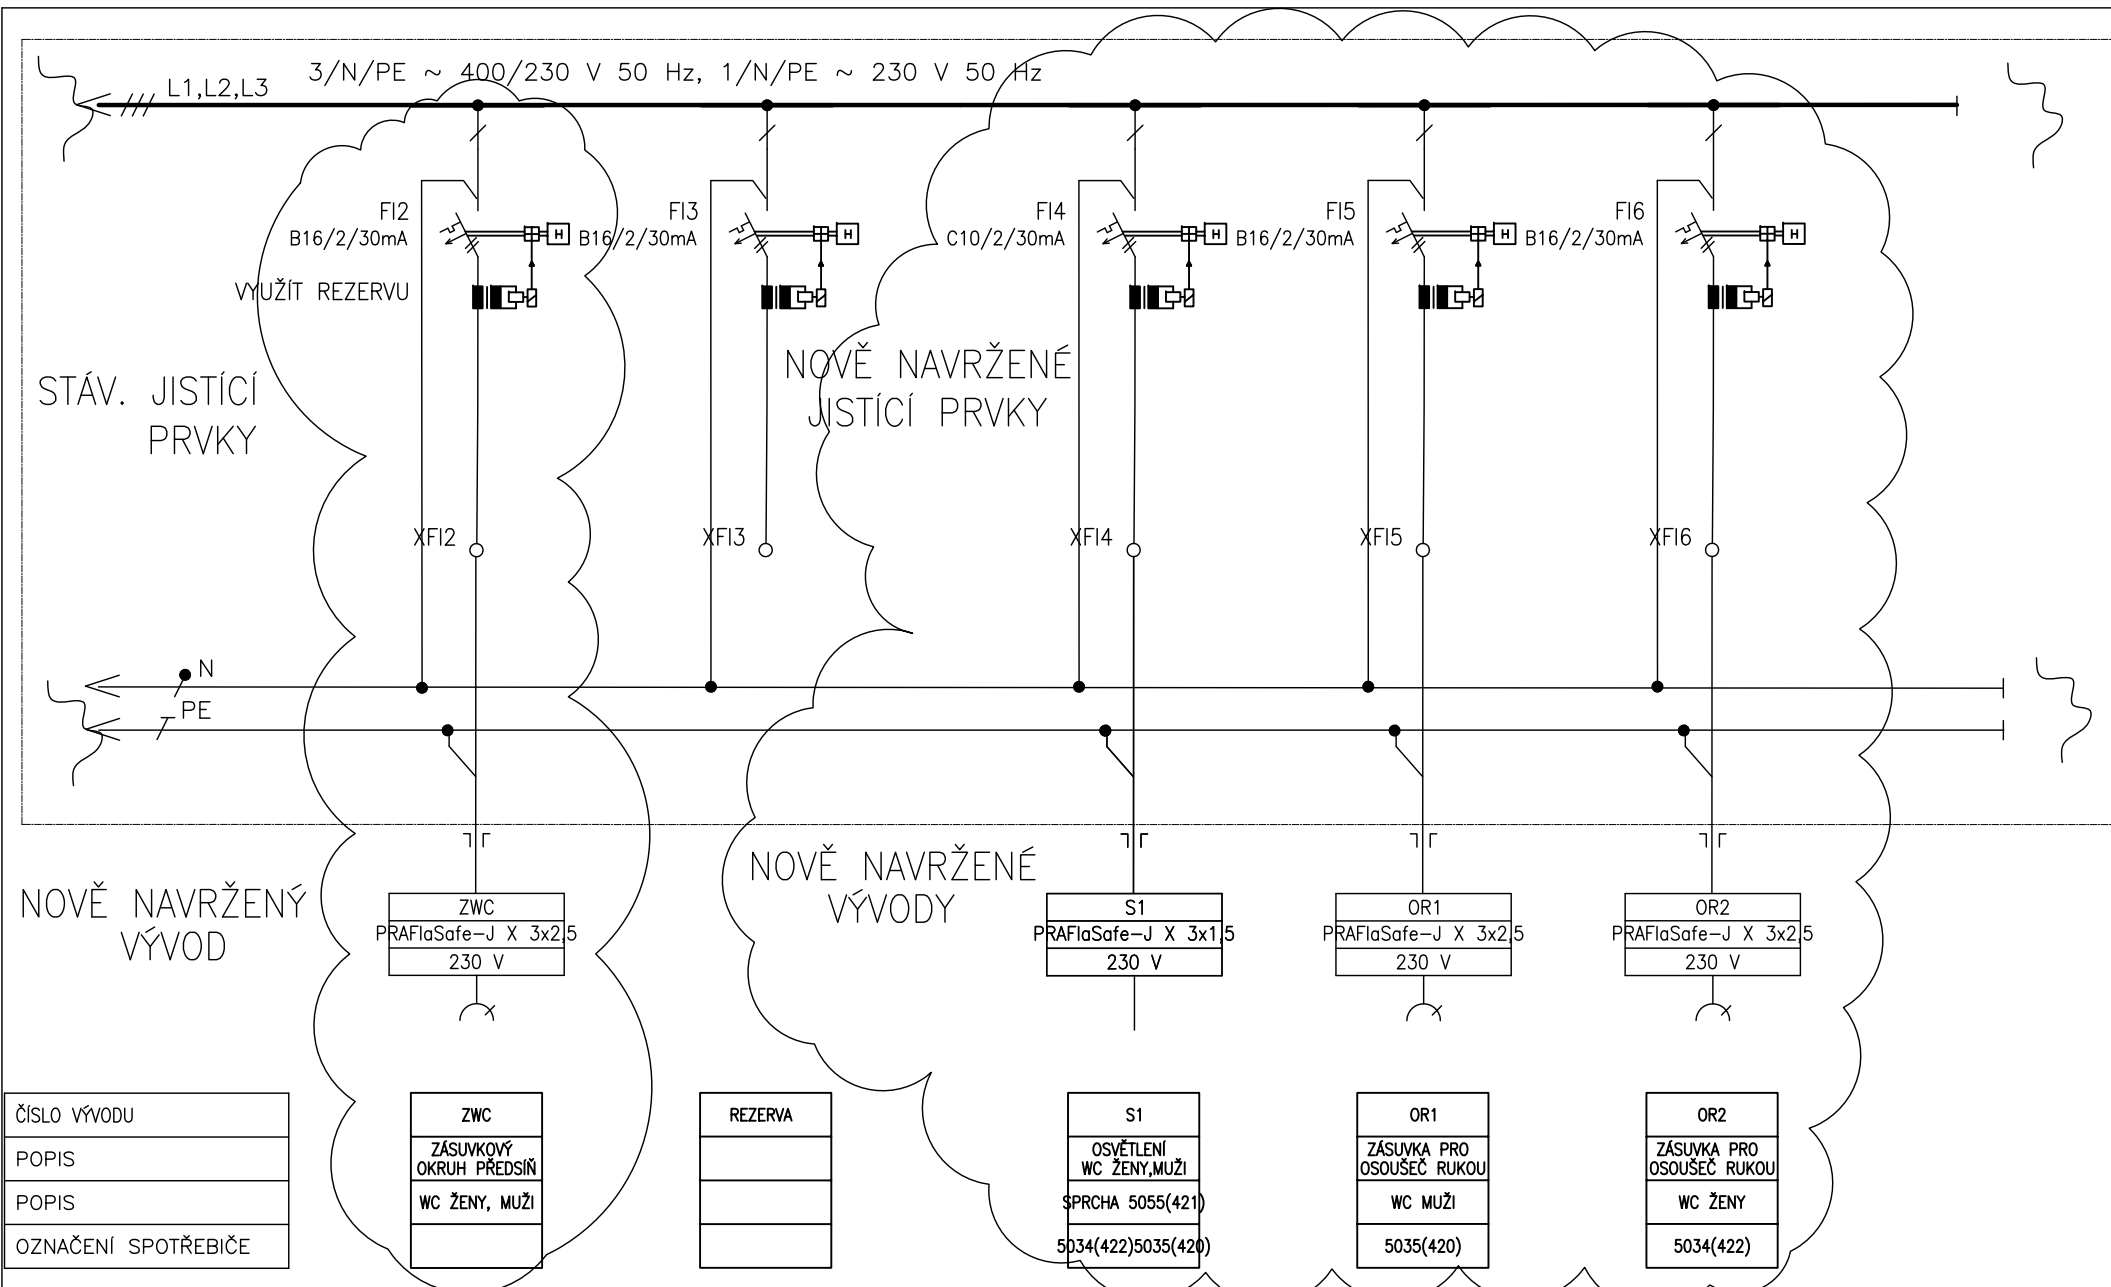 3/N/PE ~ 400/230 V 50 Hz, 1/N/PE ~ 230 V 50 Hz
L1,L2,L3
FI2
B16/2/30mA
H
VYUŽÍT REZERVU
FI3
B16/2/30mA
H
FI4
C10/2/30mA
H
FI5
B16/2/30mA
H
FI6
B16/2/30mA
H
STÁV. JISTÍCÍ
PRVKY
NOVĚ NAVRŽENÉ
JISTÍCÍ PRVKY
XFI2
XFI3
XFI4
XFI5
XFI6
N
PE
NOVĚ NAVRŽENÝ
VÝVOD
NOVĚ NAVRŽENÉ
VÝVODY
ZWC
PRAFlaSafe-J X 3x2,5
230 V
S1
PRAFlaSafe-J X 3x1,5
230 V
OR1
PRAFlaSafe-J X 3x2,5
230 V
OR2
PRAFlaSafe-J X 3x2,5
230 V
ČÍSLO VÝVODU
POPIS
POPIS
OZNAČENÍ SPOTŘEBIČE
ZWC
ZÁSUVKOVÝ
OKRUH PŘEDSÍŇ
WC ŽENY, MUŽI
REZERVA
S1
OSVĚTLENÍ
WC ŽENY,MUŽI
SPRCHA 5055(421)
5034(422)5035(420)
OR1
ZÁSUVKA PRO
OSOUŠEČ RUKOU
WC MUŽI
5035(420)
OR2
ZÁSUVKA PRO
OSOUŠEČ RUKOU
WC ŽENY
5034(422)